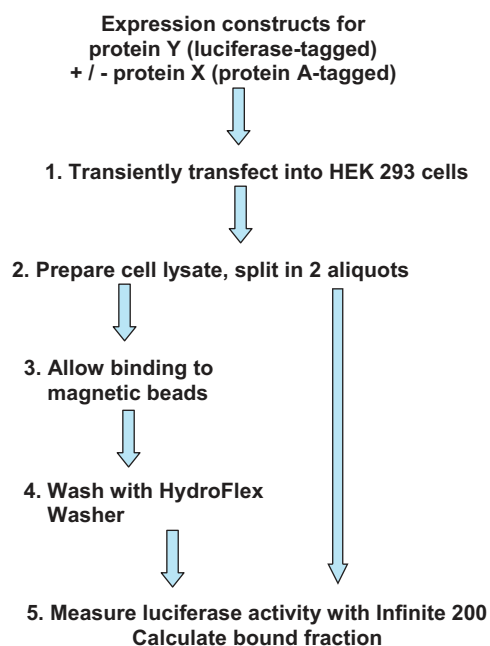 Expression constructs for
protein Y (luciferase-tagged)
+ / - protein X (protein A-tagged)
1. Transiently transfect into HEK 293 cells
2. Prepare cell lysate, split in 2 aliquots
3. Allow binding to
magnetic beads
4. Wash with HydroFlex
Washer
5. Measure luciferase activity with Infinite 200
Calculate bound fraction